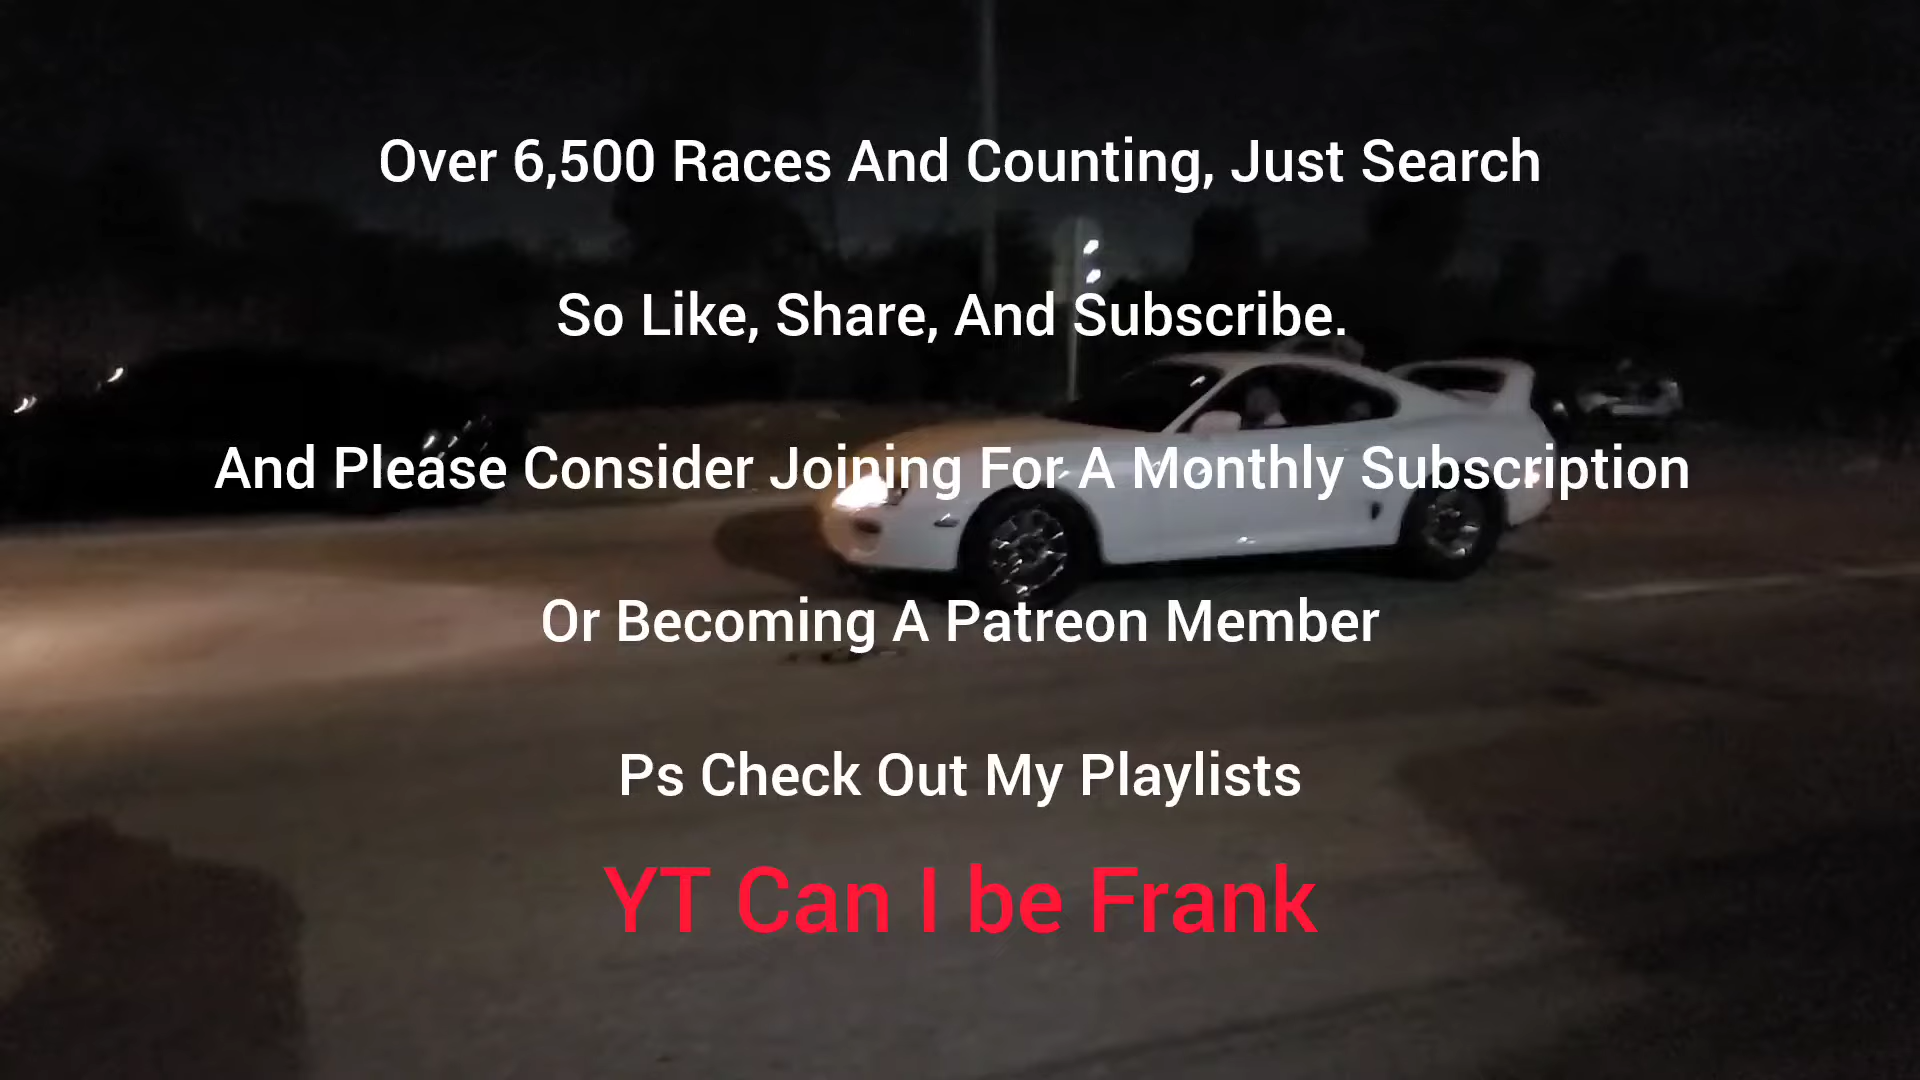 Over 6,500 Races And Counting, Just Search
So Like, Share, And Subscribe.
And Please Consider Joining For A Monthly Subscription
Or Becoming A Patreon Member
Ps Check Out My Playlists
YT Can I be Frank